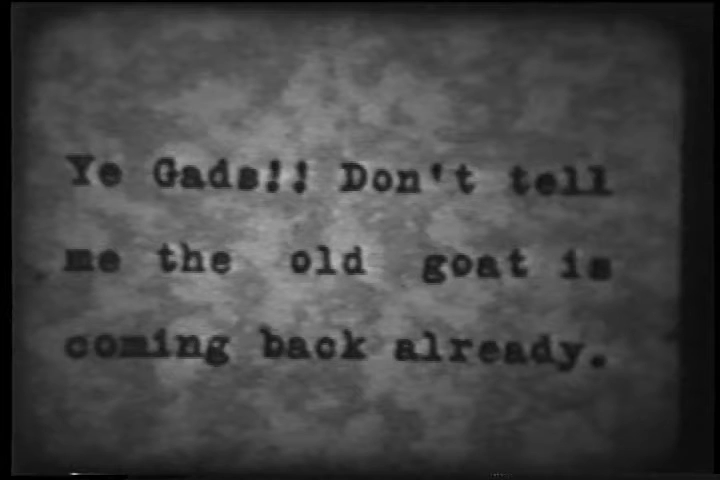 Ye Gads!! Don't tell
me the old goat is
coming back already.